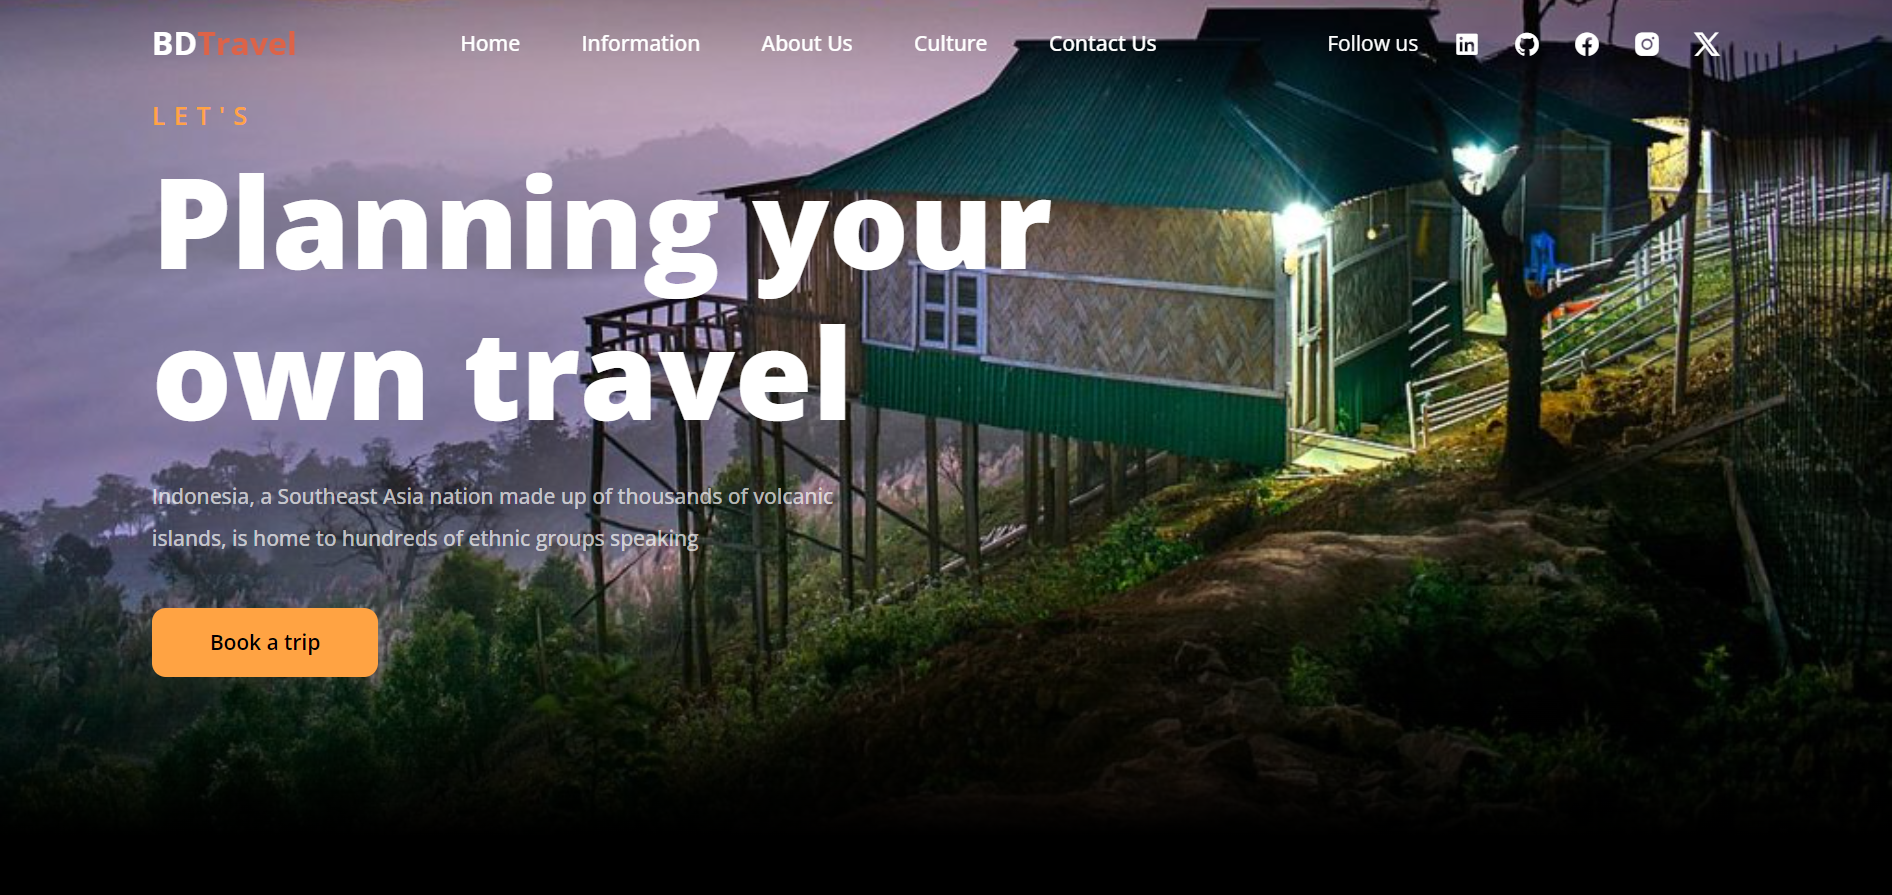 BDTravel
Home Information About Us Culture Contact Us Follow us
LET'S
Planning your
own travel
Indonesia, a Southeast Asia nation made up of thousands of volcanic
islands, is home to hundreds of ethnic groups speaking
Book a trip